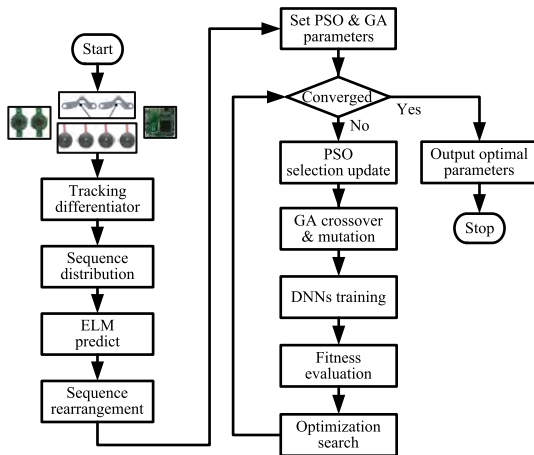 Start
Tracking
differentiator
Sequence
distribution
ELM
predict
Sequence
rearrangement
Set PSO & GA
parameters
Converged
Yes
No
PSO
selection update
GA crossover
& mutation
DNNs training
Fitness
evaluation
Optimization
search
Output optimal
parameters
Stop